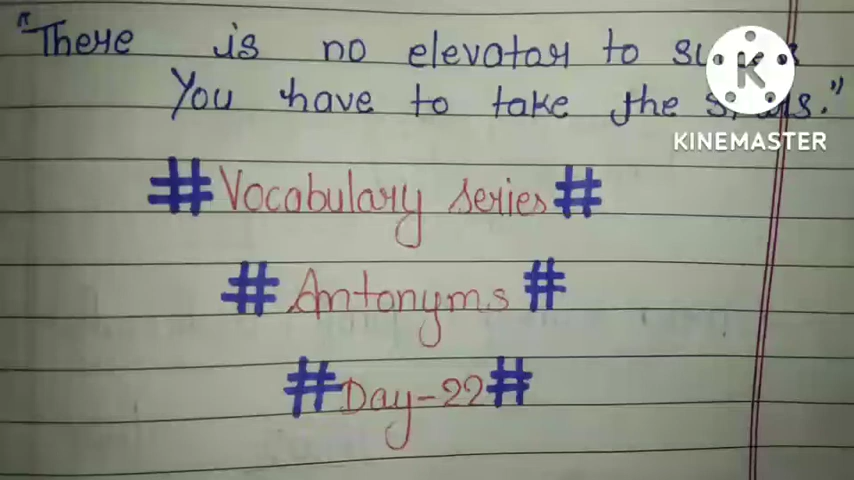 "There is no elevator to
You have to take the
KINEMASTER
#Vocabulary series#
#Antonyms#
#Day-22#